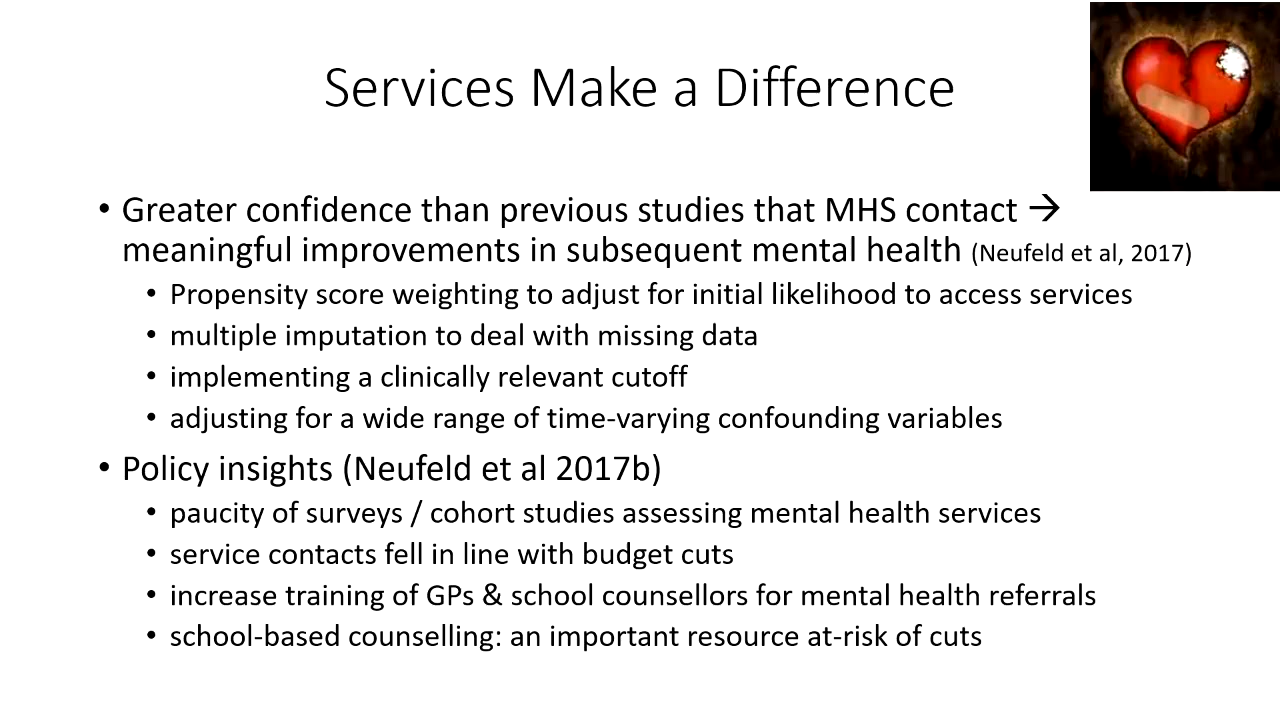 Services Make a Difference
• Greater confidence than previous studies that MHS contact →
meaningful improvements in subsequent mental health (Neufeld et al, 2017)
• Propensity score weighting to adjust for initial likelihood to access services
• multiple imputation to deal with missing data
• implementing a clinically relevant cutoff
• adjusting for a wide range of time-varying confounding variables
• Policy insights (Neufeld et al 2017b)
• paucity of surveys / cohort studies assessing mental health services
• service contacts fell in line with budget cuts
• increase training of GPs & school counsellors for mental health referrals
• school-based counselling: an important resource at-risk of cuts